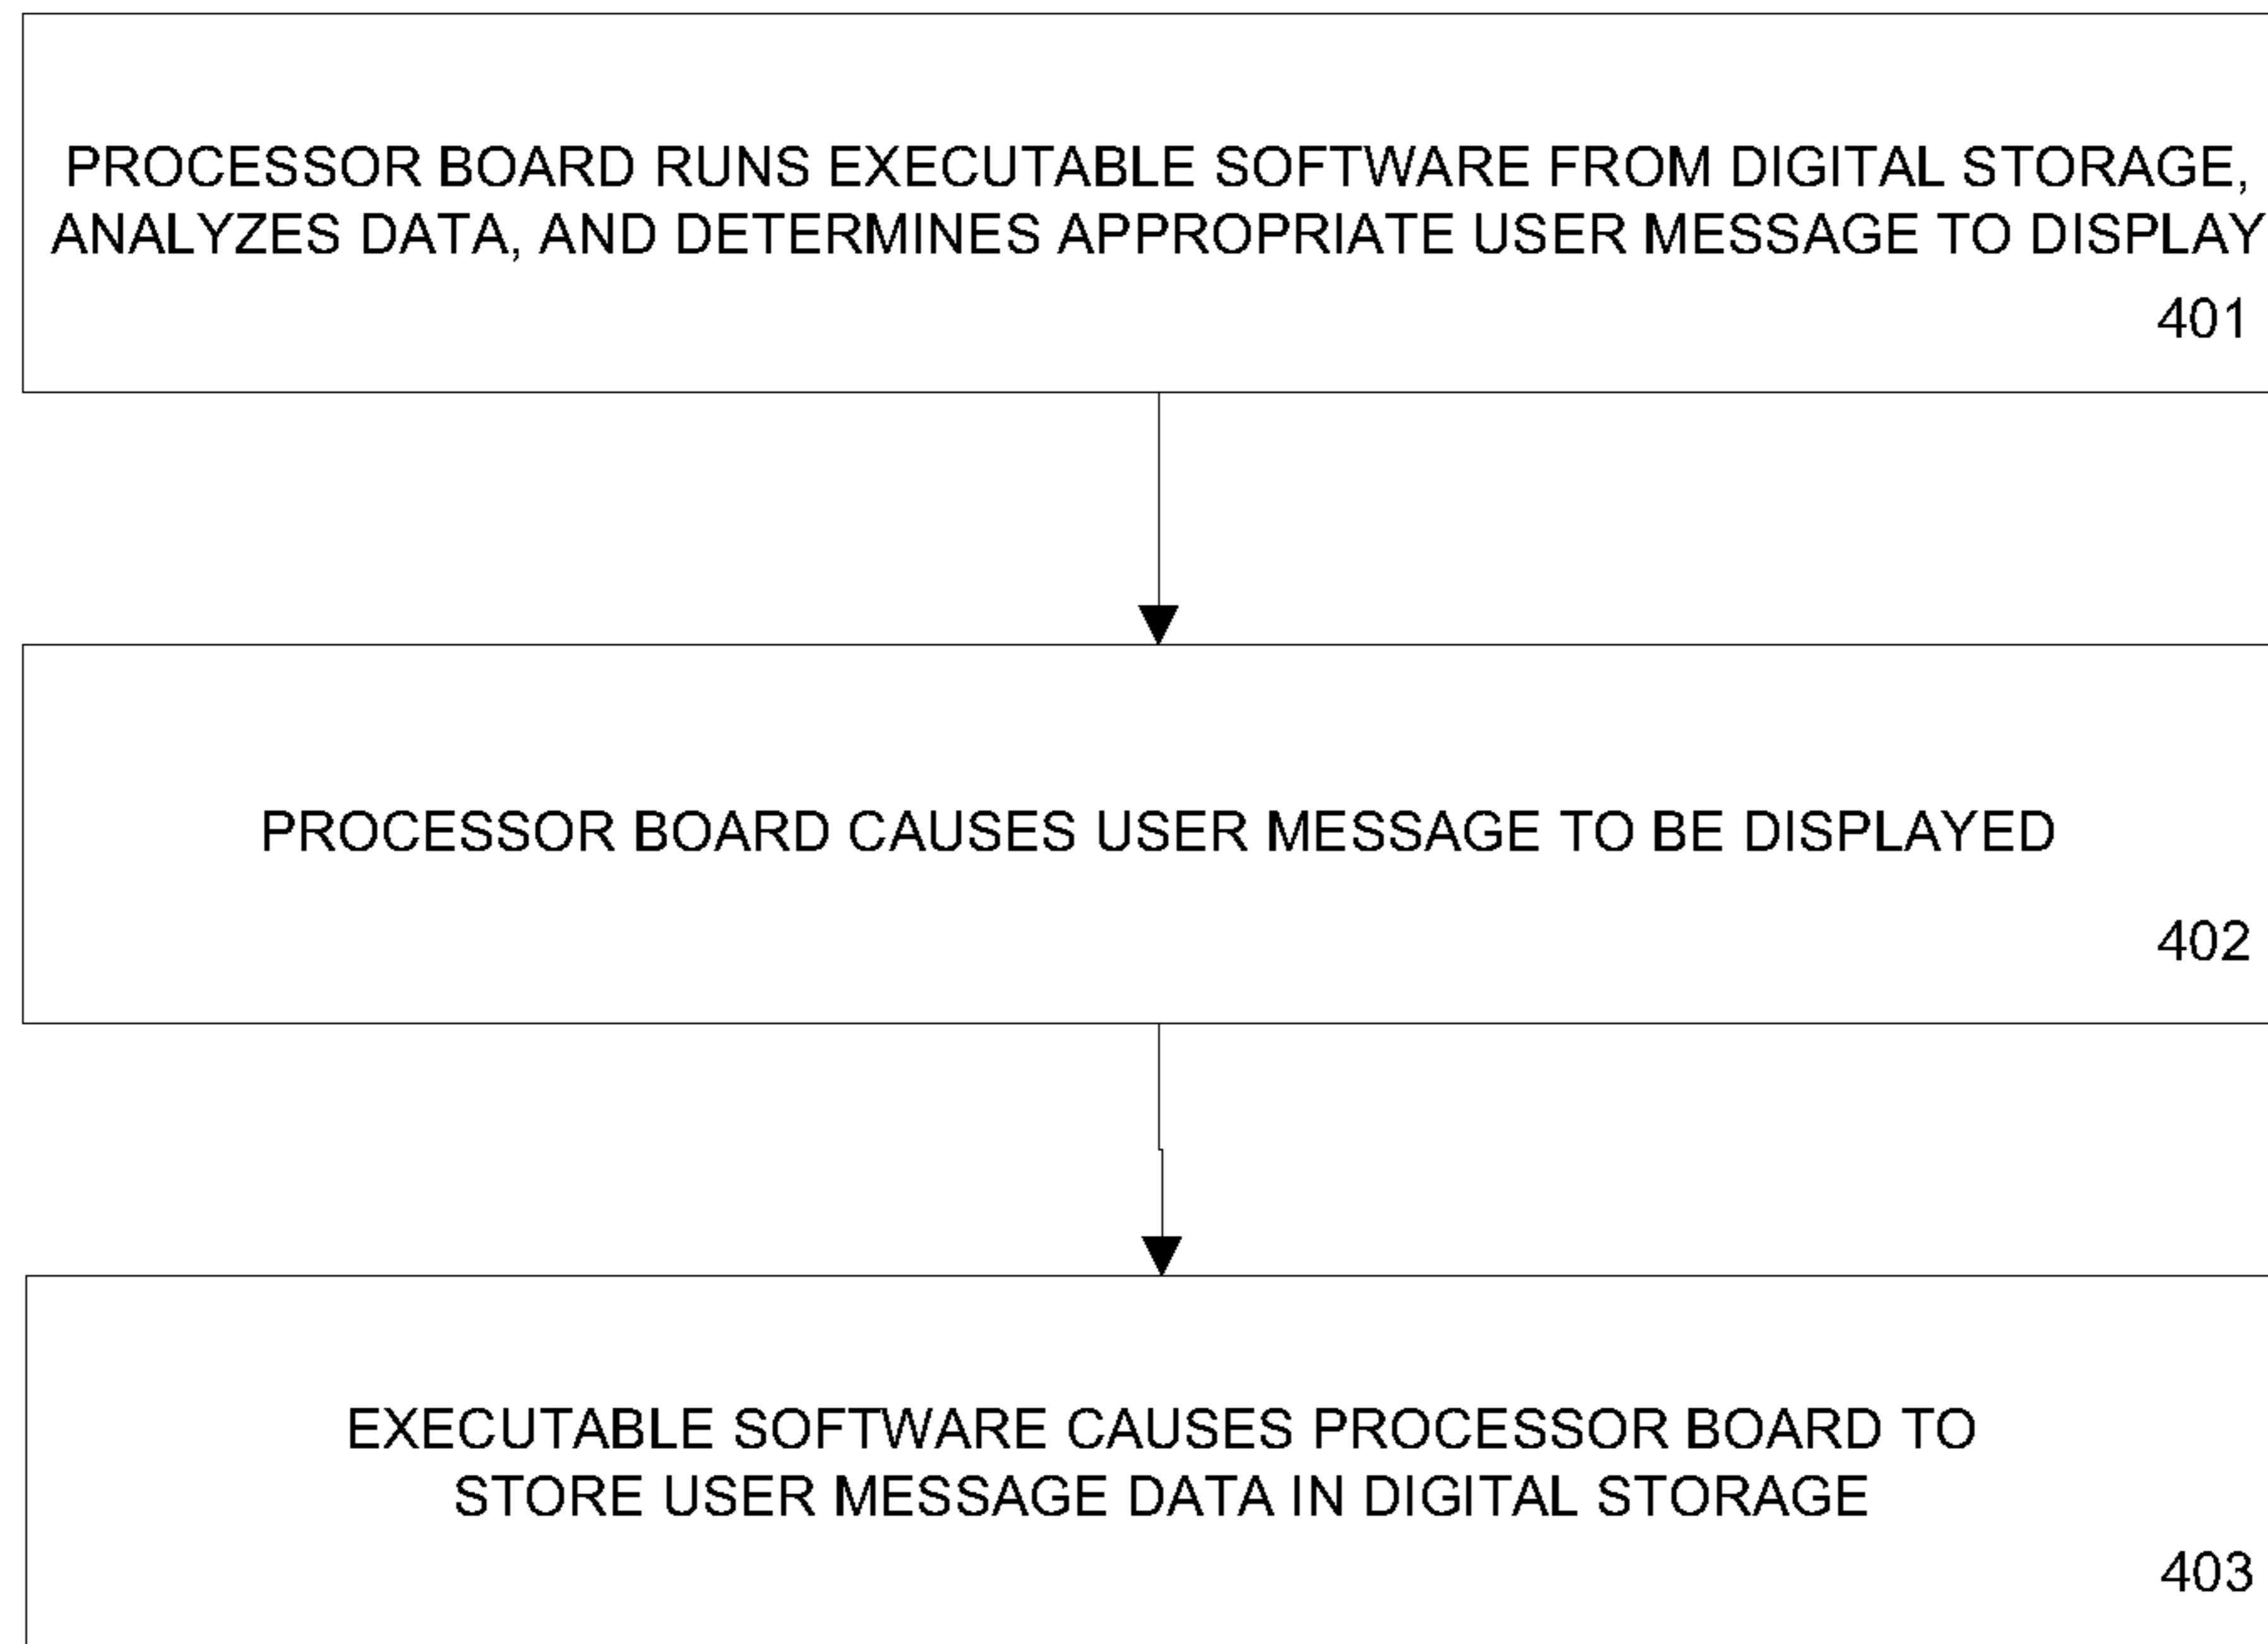 PROCESSOR BOARD RUNS EXECUTABLE SOFTWARE FROM DIGITAL STORAGE,
ANALYZES DATA, AND DETERMINES APPROPRIATE USER MESSAGE TO DISPLAY
401
PROCESSOR BOARD CAUSES USER MESSAGE TO BE DISPLAYED
402
EXECUTABLE SOFTWARE CAUSES PROCESSOR BOARD TO
STORE USER MESSAGE DATA IN DIGITAL STORAGE
403